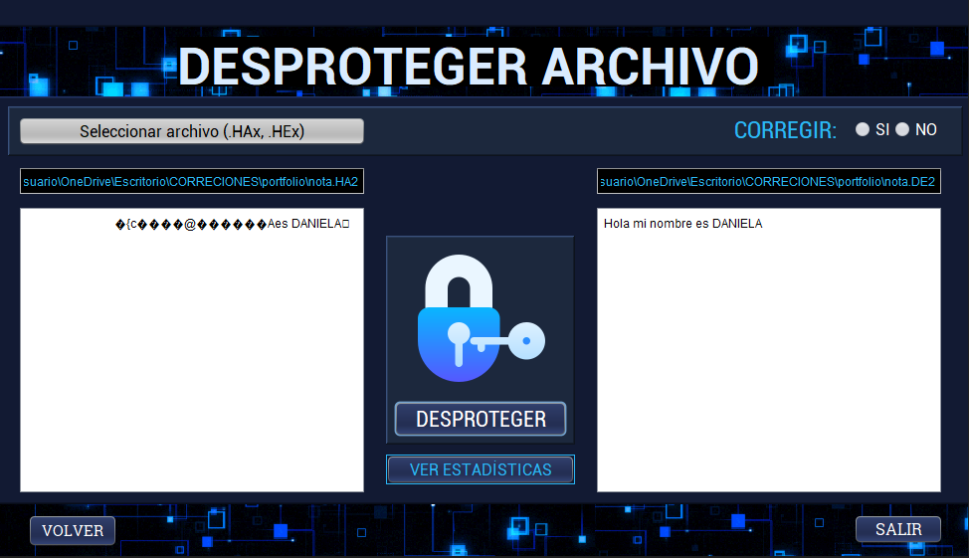 DESPROTEGER ARCHIVO
Seleccionar archivo (.HAx, .HEx)
CORREGIR: SI NO
suario\OneDrive\Escritorio\CORRECIONES\portfolio\nota.HA2
suario\OneDrive\Escritorio\CORRECIONES\portfolio\nota.DE2
�{c����@������Aes DANIELA□
Hola mi nombre es DANIELA
DESPROTEGER
VER ESTADÍSTICAS
VOLVER
SALIR